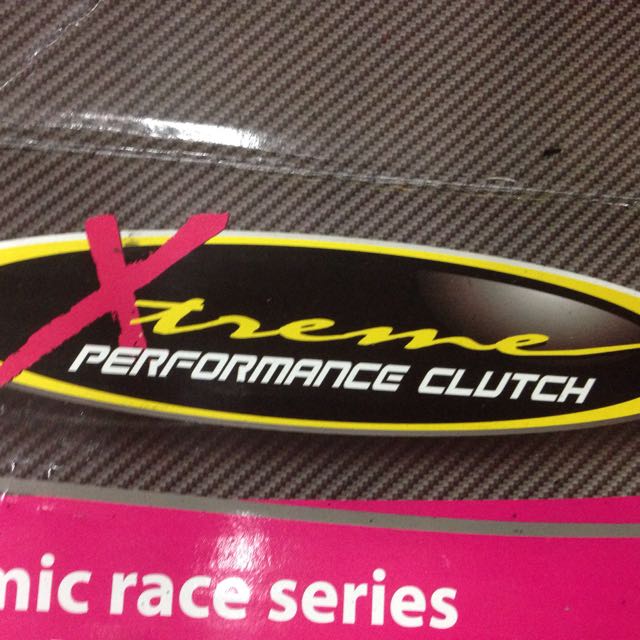 Xtreme
PERFORMANCE CLUTCH
mic race series